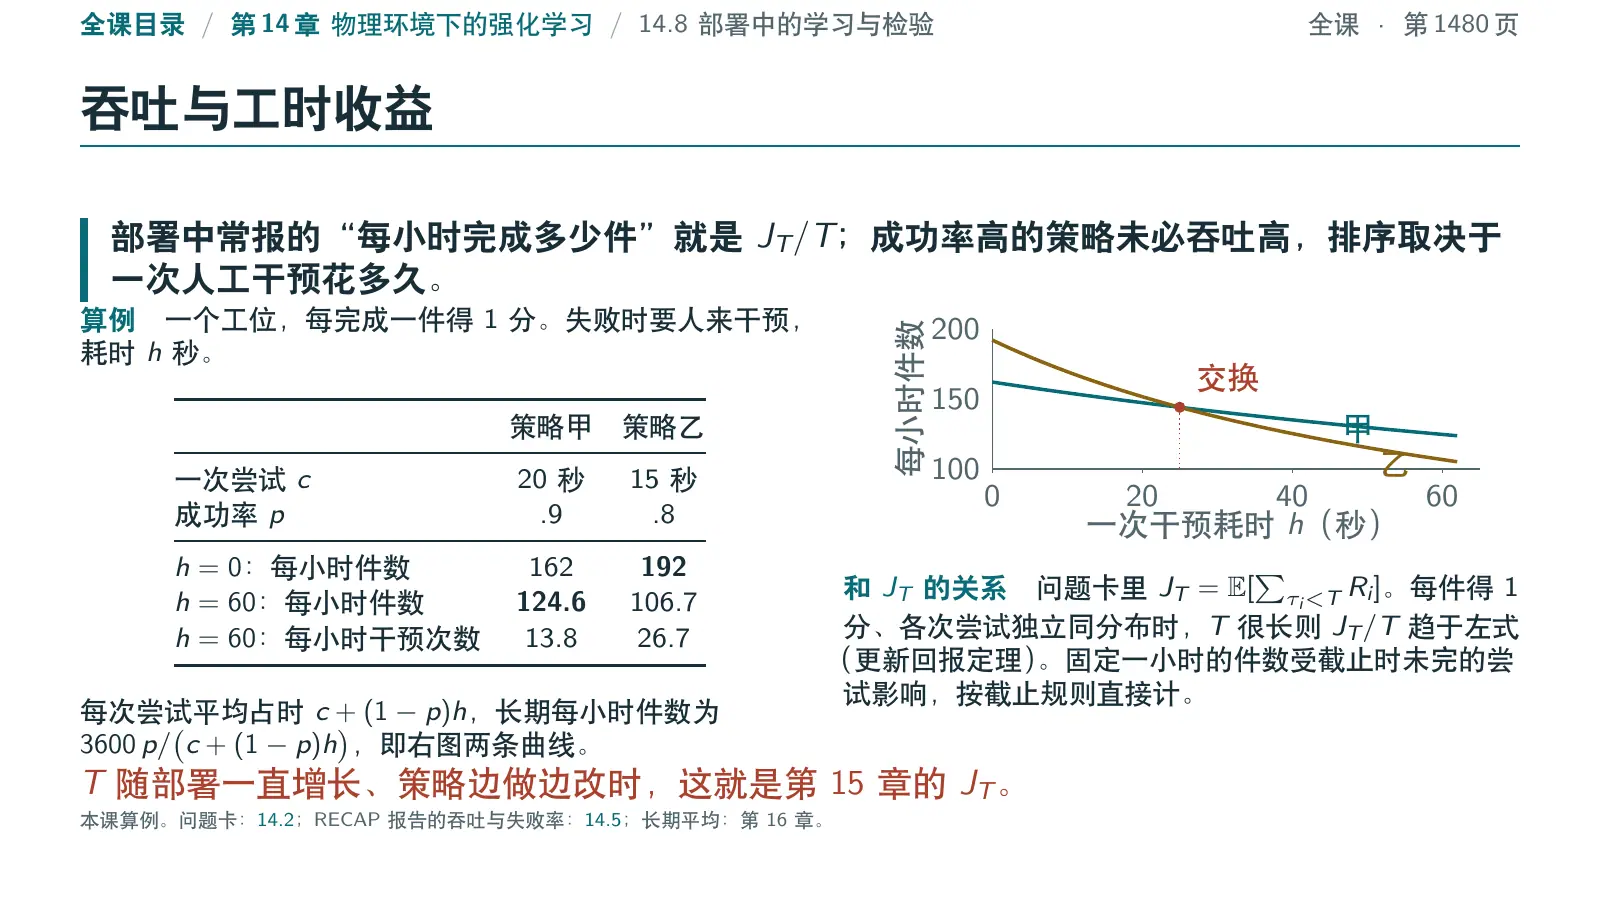 全课目录 / 第14章 物理环境下的强化学习 / 14.8 部署中的学习与检验
全课 · 第1480页
吞吐与工时收益
部署中常报的“每小时完成多少件”就是 J_T/T；成功率高的策略未必吞吐高，排序取决于
一次人工干预花多久。
算例 一个工位，每完成一件得 1 分。失败时要人来干预，
耗时 h 秒。
策略甲 策略乙
一次尝试 c 20 秒 15 秒
成功率 p .9 .8
h = 0：每小时件数 162 192
h = 60：每小时件数 124.6 106.7
h = 60：每小时干预次数 13.8 26.7
每次尝试平均占时 c + (1 − p)h，长期每小时件数为
3600 p/(c + (1 − p)h)，即右图两条曲线。
每小时件数
200
150
100
交换
甲
乙
0 20 40 60
一次干预耗时 h（秒）
和 J_T 的关系 问题卡里 J_T = 𝔼[∑_{τ_i<T} R_i]。每件得 1
分、各次尝试独立同分布时，T 很长则 J_T/T 趋于左式
（更新回报定理）。固定一小时的件数受截止时未完的尝
试影响，按截止规则直接计。
T 随部署一直增长、策略边做边改时，这就是第 15 章的 J_T。
本课算例。问题卡：14.2；RECAP 报告的吞吐与失败率：14.5；长期平均：第 16 章。